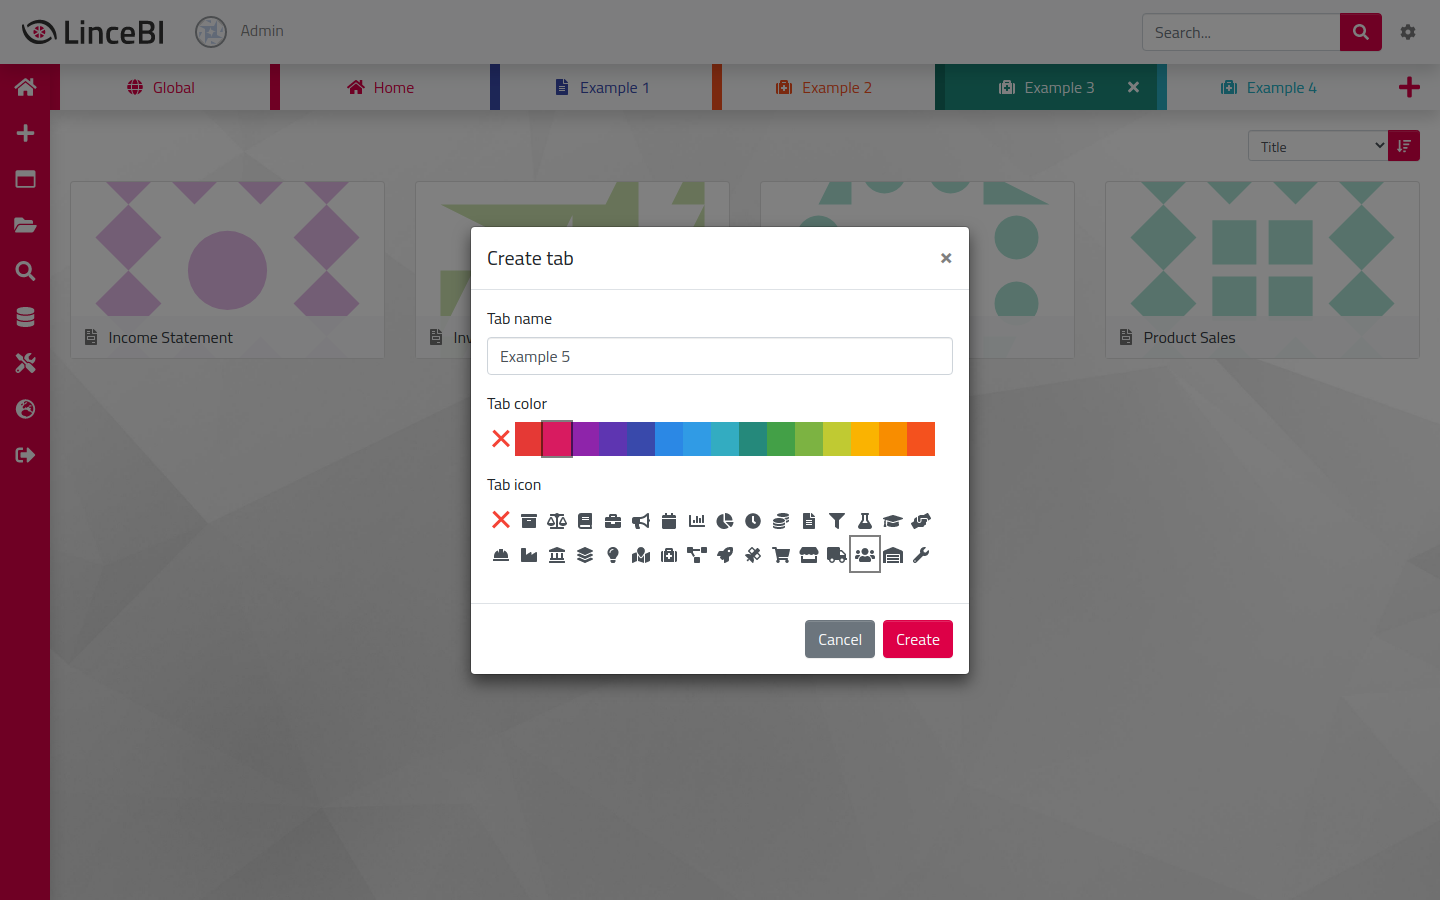 LinceBI
Admin
Search...
Global
Home
Example 1
Example 2
Example 3
Example 4
Title
Income Statement
Product Sales
Create tab
Tab name
Example 5
Tab color
Tab icon
Cancel
Create